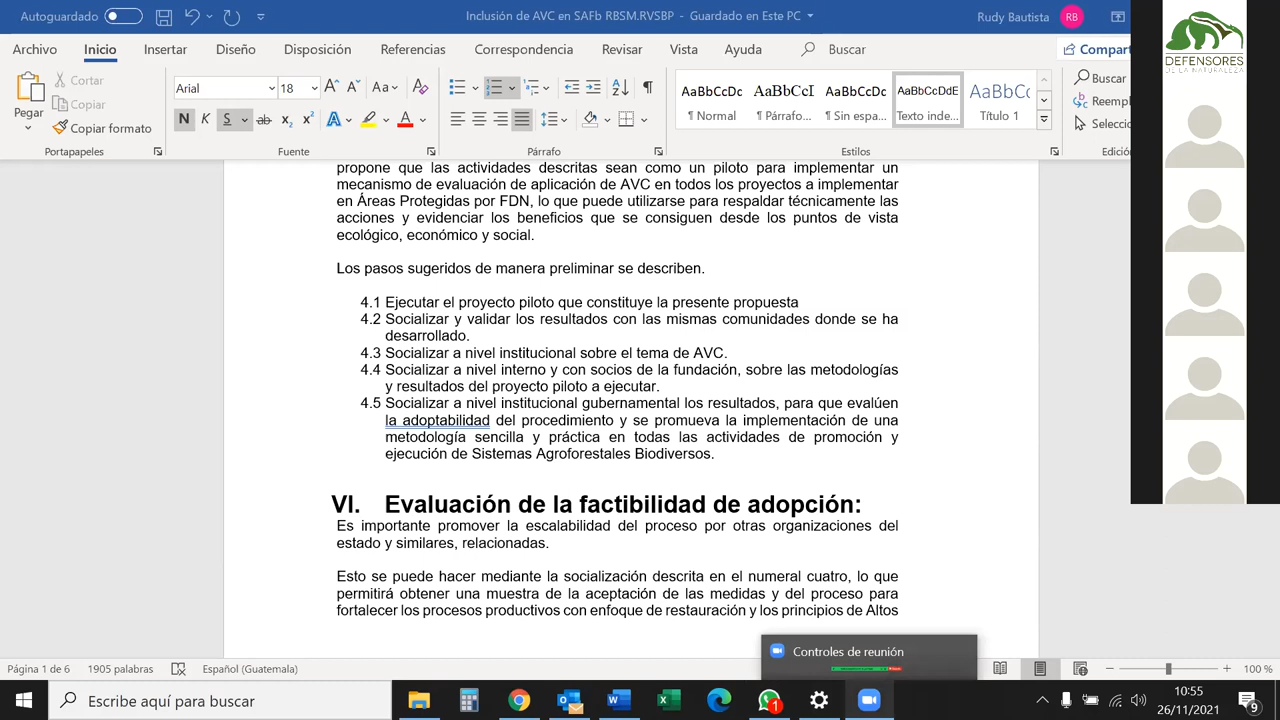 Autoguardado
Inclusión de AVC en SAFb RBSM.RVSBP - Guardado en Este PC
Rudy Bautista
RB
Archivo Inicio Insertar Diseño Disposición Referencias Correspondencia Revisar Vista Ayuda Buscar
Compart
Pegar
Cortar
Copiar
Copiar formato
Portapapeles
Arial 18
N K S ab x₂ x²
Fuente
Párrafo
AaBbCcDc AaBbCcI AaBbCcDc AaBbCcDdE AaBbCc
¶ Normal ¶ Párrafo... ¶ Sin espa... Texto inde... Título 1
Estilos
Buscar
Reempl
Selecci
Edición
DEFENSORES
DE LA NATURALEZA
propone que las actividades descritas sean como un piloto para implementar un
mecanismo de evaluación de aplicación de AVC en todos los proyectos a implementar
en Áreas Protegidas por FDN, lo que puede utilizarse para respaldar técnicamente las
acciones y evidenciar los beneficios que se consiguen desde los puntos de vista
ecológico, económico y social.
Los pasos sugeridos de manera preliminar se describen.
4.1 Ejecutar el proyecto piloto que constituye la presente propuesta
4.2 Socializar y validar los resultados con las mismas comunidades donde se ha
desarrollado.
4.3 Socializar a nivel institucional sobre el tema de AVC.
4.4 Socializar a nivel interno y con socios de la fundación, sobre las metodologías
y resultados del proyecto piloto a ejecutar.
4.5 Socializar a nivel institucional gubernamental los resultados, para que evalúen
la adoptabilidad del procedimiento y se promueva la implementación de una
metodología sencilla y práctica en todas las actividades de promoción y
ejecución de Sistemas Agroforestales Biodiversos.
VI. Evaluación de la factibilidad de adopción:
Es importante promover la escalabilidad del proceso por otras organizaciones del
estado y similares, relacionadas.
Esto se puede hacer mediante la socialización descrita en el numeral cuatro, lo que
permitirá obtener una muestra de la aceptación de las medidas y del proceso para
fortalecer los procesos productivos con enfoque de restauración y los principios de Altos
Controles de reunión
Página 1 de 6 1905 palabras Español (Guatemala) 100 %
Escribe aquí para buscar
1
10:55
26/11/2021
9